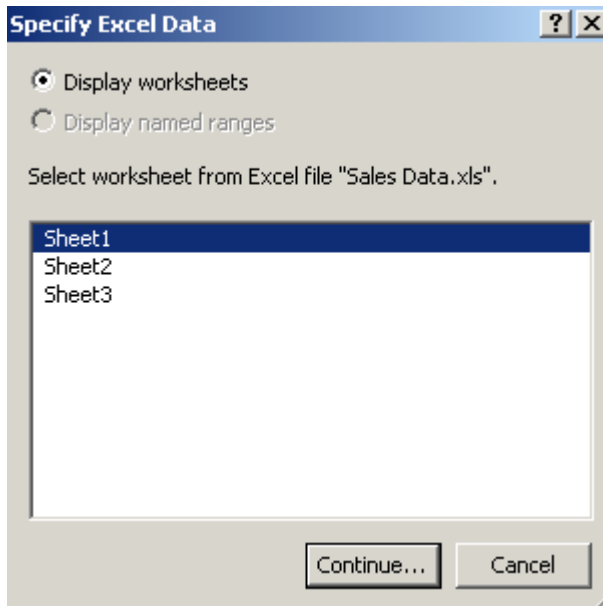 Specify Excel Data
Display worksheets
Display named ranges
Select worksheet from Excel file "Sales Data.xls".
Sheet1
Sheet2
Sheet3
Continue... Cancel